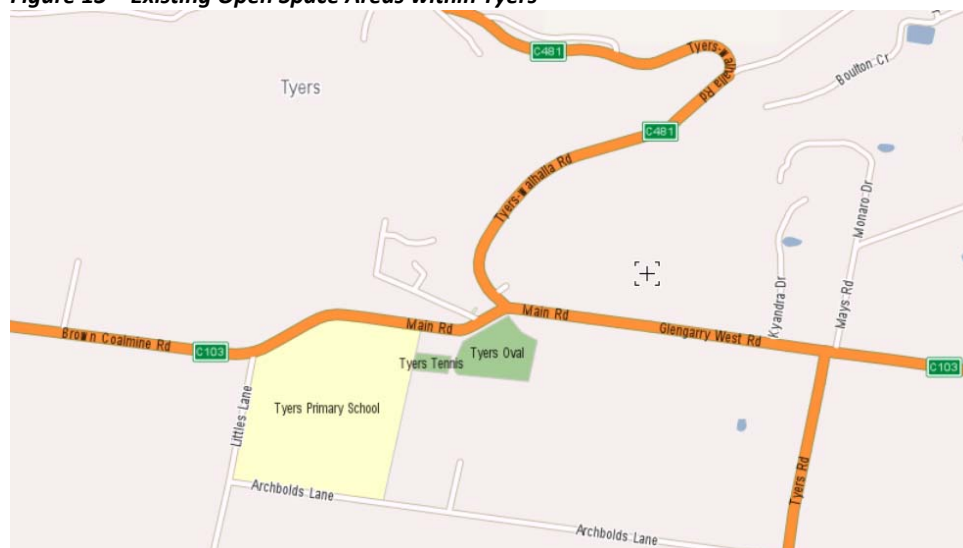 Figure 13 – Existing Open Space Areas within Tyers
C481
Tyers-Walhalla Rd
Boulton Cr
Tyers
C481
Tyers-Walhalla Rd
Monaro Dr
Kyandra Dr
Mays Rd
Main Rd
Main Rd
Glengarry West Rd
Brown Coalmine Rd
C103
C103
Tyers Oval
Tyers Tennis
Tyers Primary School
Littles Lane
Tyers Rd
Archbolds Lane
Archbolds Lane